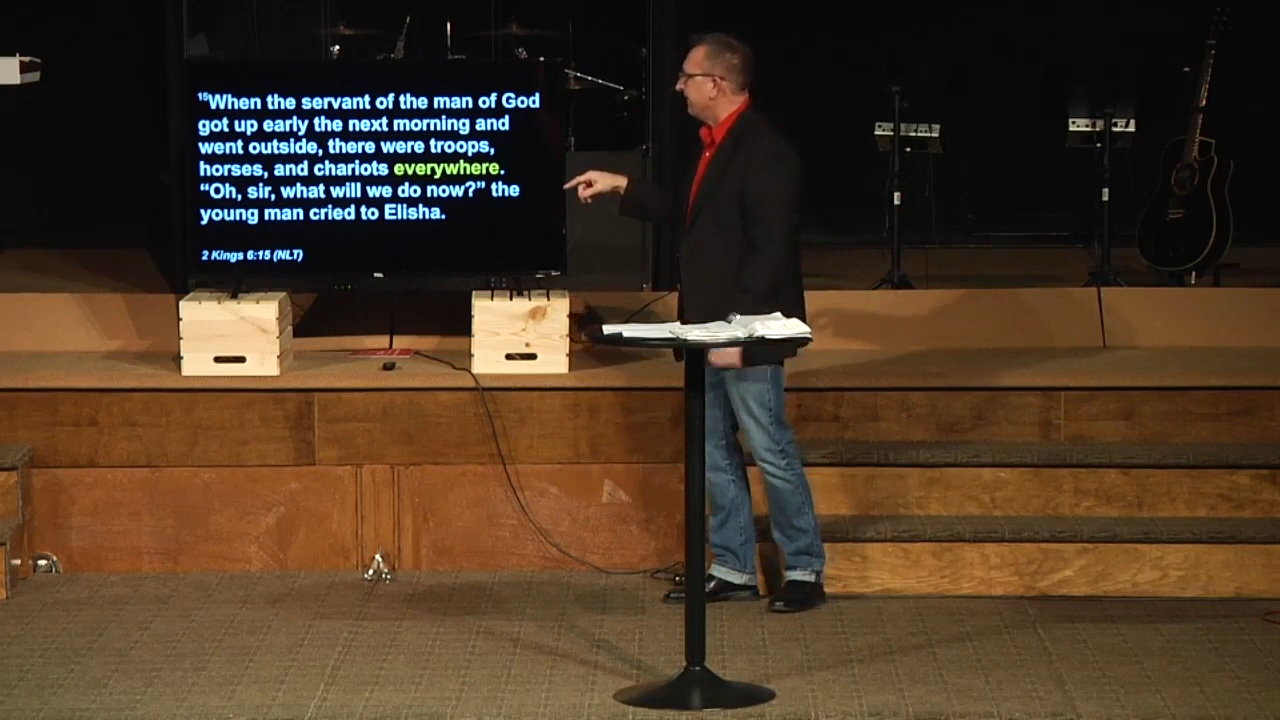 ¹⁵When the servant of the man of God
got up early the next morning and
went outside, there were troops,
horses, and chariots everywhere.
“Oh, sir, what will we do now?” the
young man cried to Elisha.
2 Kings 6:15 (NLT)